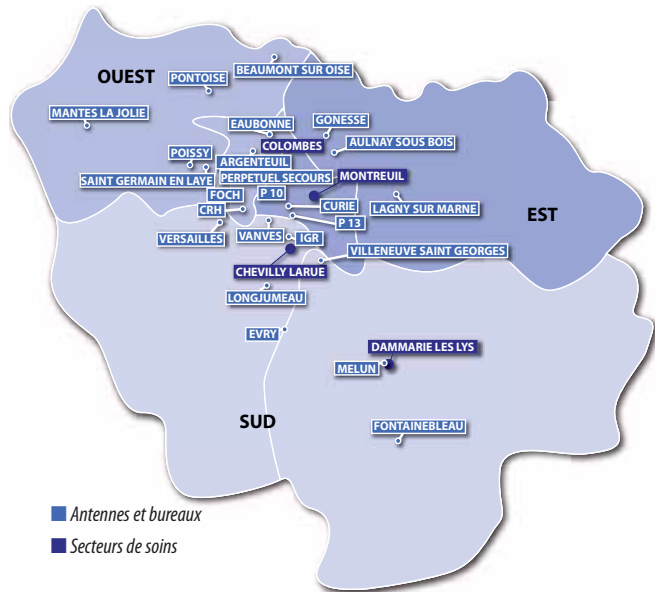 BEAUMONT SUR OISE
OUEST
PONTOISE
MANTES LA JOLIE
EAUBONNE
GONESSE
COLOMBES
AULNAY SOUS BOIS
POISSY
ARGENTEUIL
SAINT GERMAIN EN LAYE
PERPETUEL SECOURS
MONTREUIL
FOCH
P 10
CURIE
LAGNY SUR MARNE
CRH
P 13
EST
VERSAILLES
VANVES
IGR
VILLENEUVE SAINT GEORGES
CHEVILLY LARUE
LONGJUMEAU
EVRY
DAMMARIE LES LYS
MELUN
SUD
FONTAINEBLEAU
Antennes et bureaux
Secteurs de soins